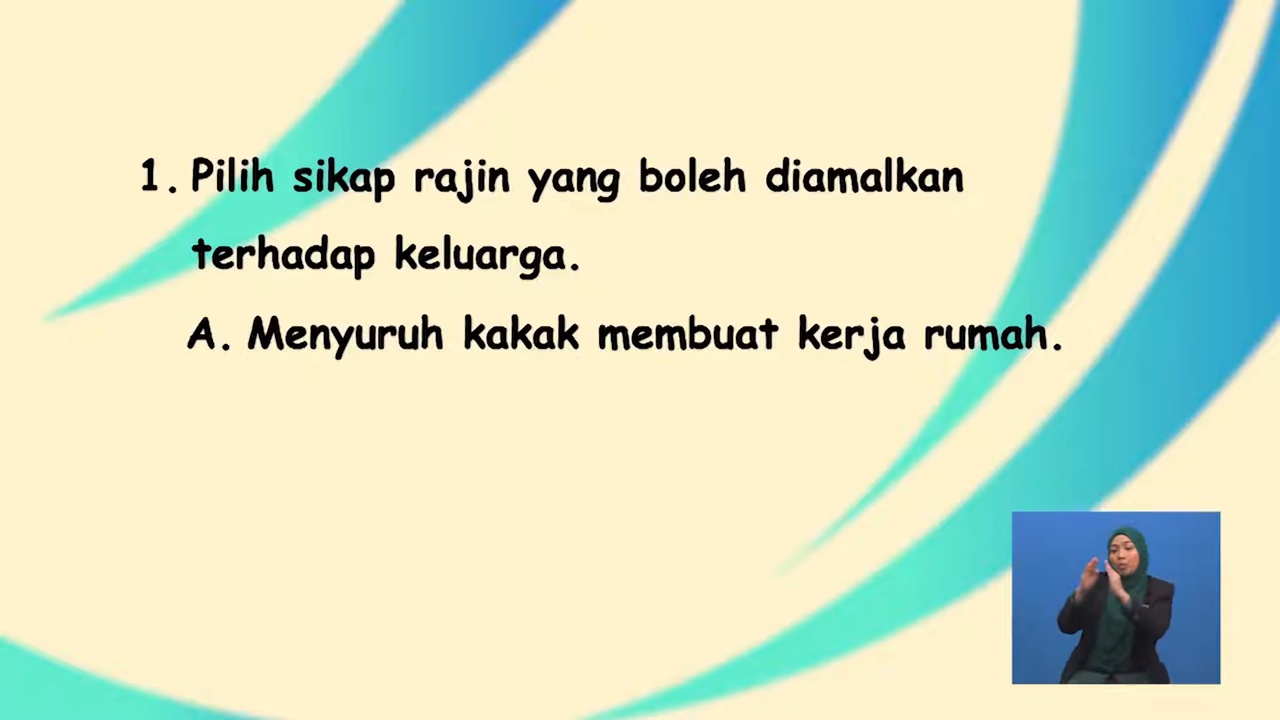 1. Pilih sikap rajin yang boleh diamalkan
terhadap keluarga.
A. Menyuruh kakak membuat kerja rumah.